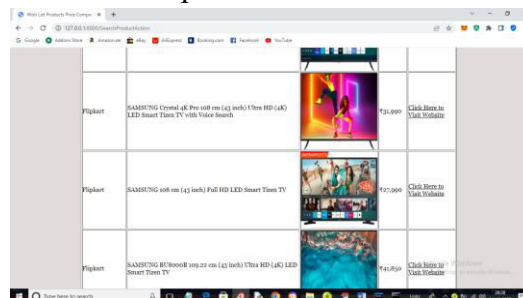 Wish List Products Price Compa
127.0.0.1:8000/SearchProductAction
Google
Addons Store
Amazon.in
eBay
AliExpress
Booking.com
Facebook
YouTube
Flipkart
SAMSUNG Crystal 4K Pro 108 cm (43 inch) Ultra HD (4K)
LED Smart Tizen TV with Voice Search
₹31,990
Click Here to
Visit Website
Flipkart
SAMSUNG 108 cm (43 inch) Full HD LED Smart Tizen TV
₹27,990
Click Here to
Visit Website
Flipkart
SAMSUNG BU8000B 109.22 cm (43 inch) Ultra HD (4K) LED
Smart Tizen TV
₹41,850
Click Here to
Visit Website
Type here to search